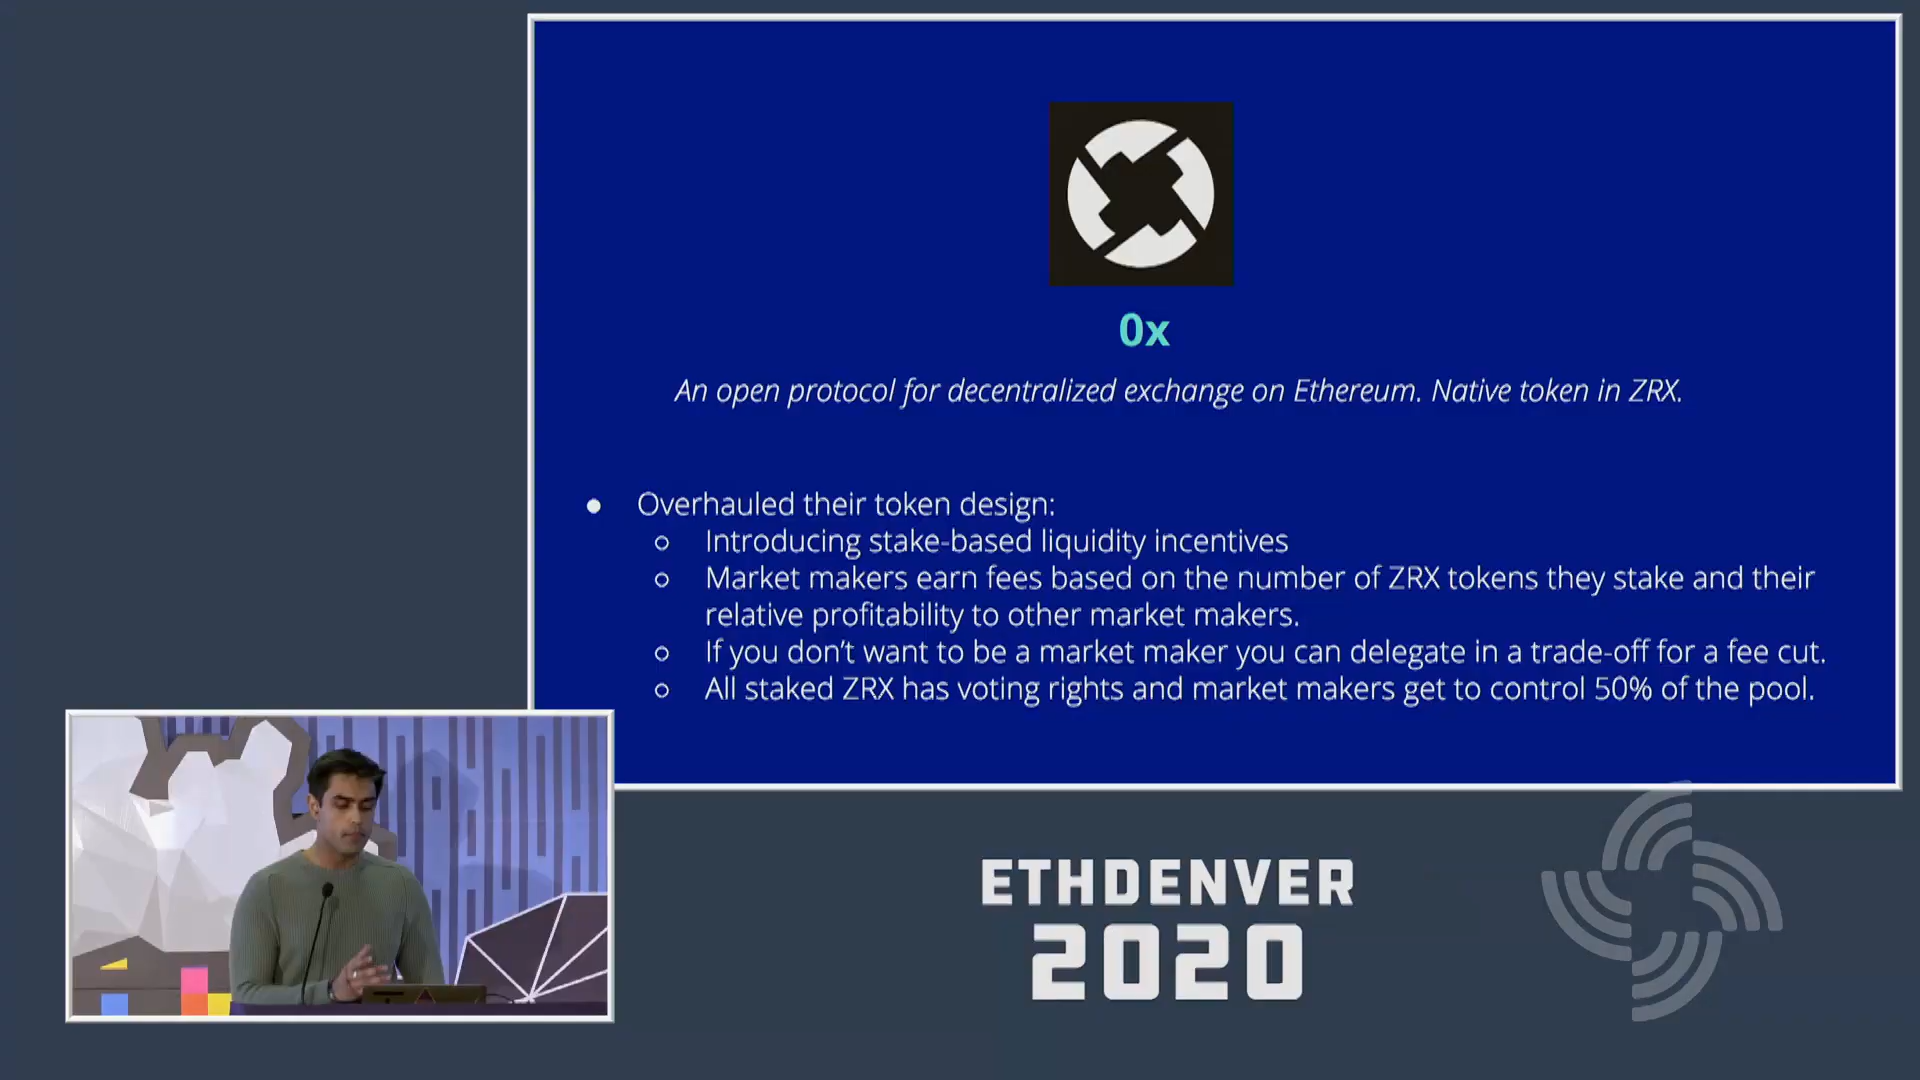 0x
An open protocol for decentralized exchange on Ethereum. Native token in ZRX.
● Overhauled their token design:
○ Introducing stake-based liquidity incentives
○ Market makers earn fees based on the number of ZRX tokens they stake and their
relative profitability to other market makers.
○ If you don't want to be a market maker you can delegate in a trade-off for a fee cut.
○ All staked ZRX has voting rights and market makers get to control 50% of the pool.
ETHDENVER
2020